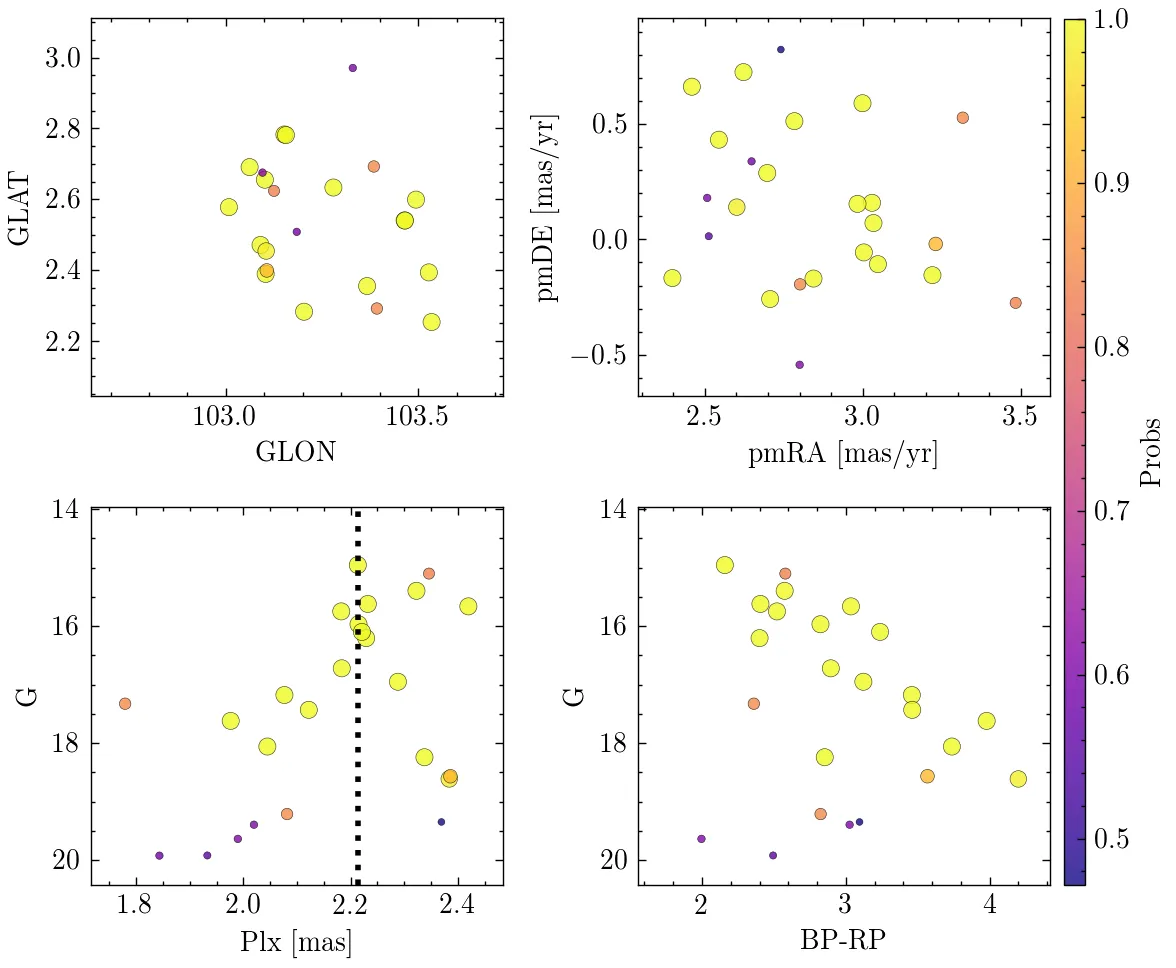 3.0
2.8
2.6
2.4
2.2
GLAT
103.0 103.5
GLON
0.5
0.0
−0.5
pmDE [mas/yr]
2.5 3.0 3.5
pmRA [mas/yr]
14
16
18
20
G
1.8 2.0 2.2 2.4
Plx [mas]
14
16
18
20
G
2 3 4
BP-RP
1.0
0.9
0.8
0.7
0.6
0.5
Probs